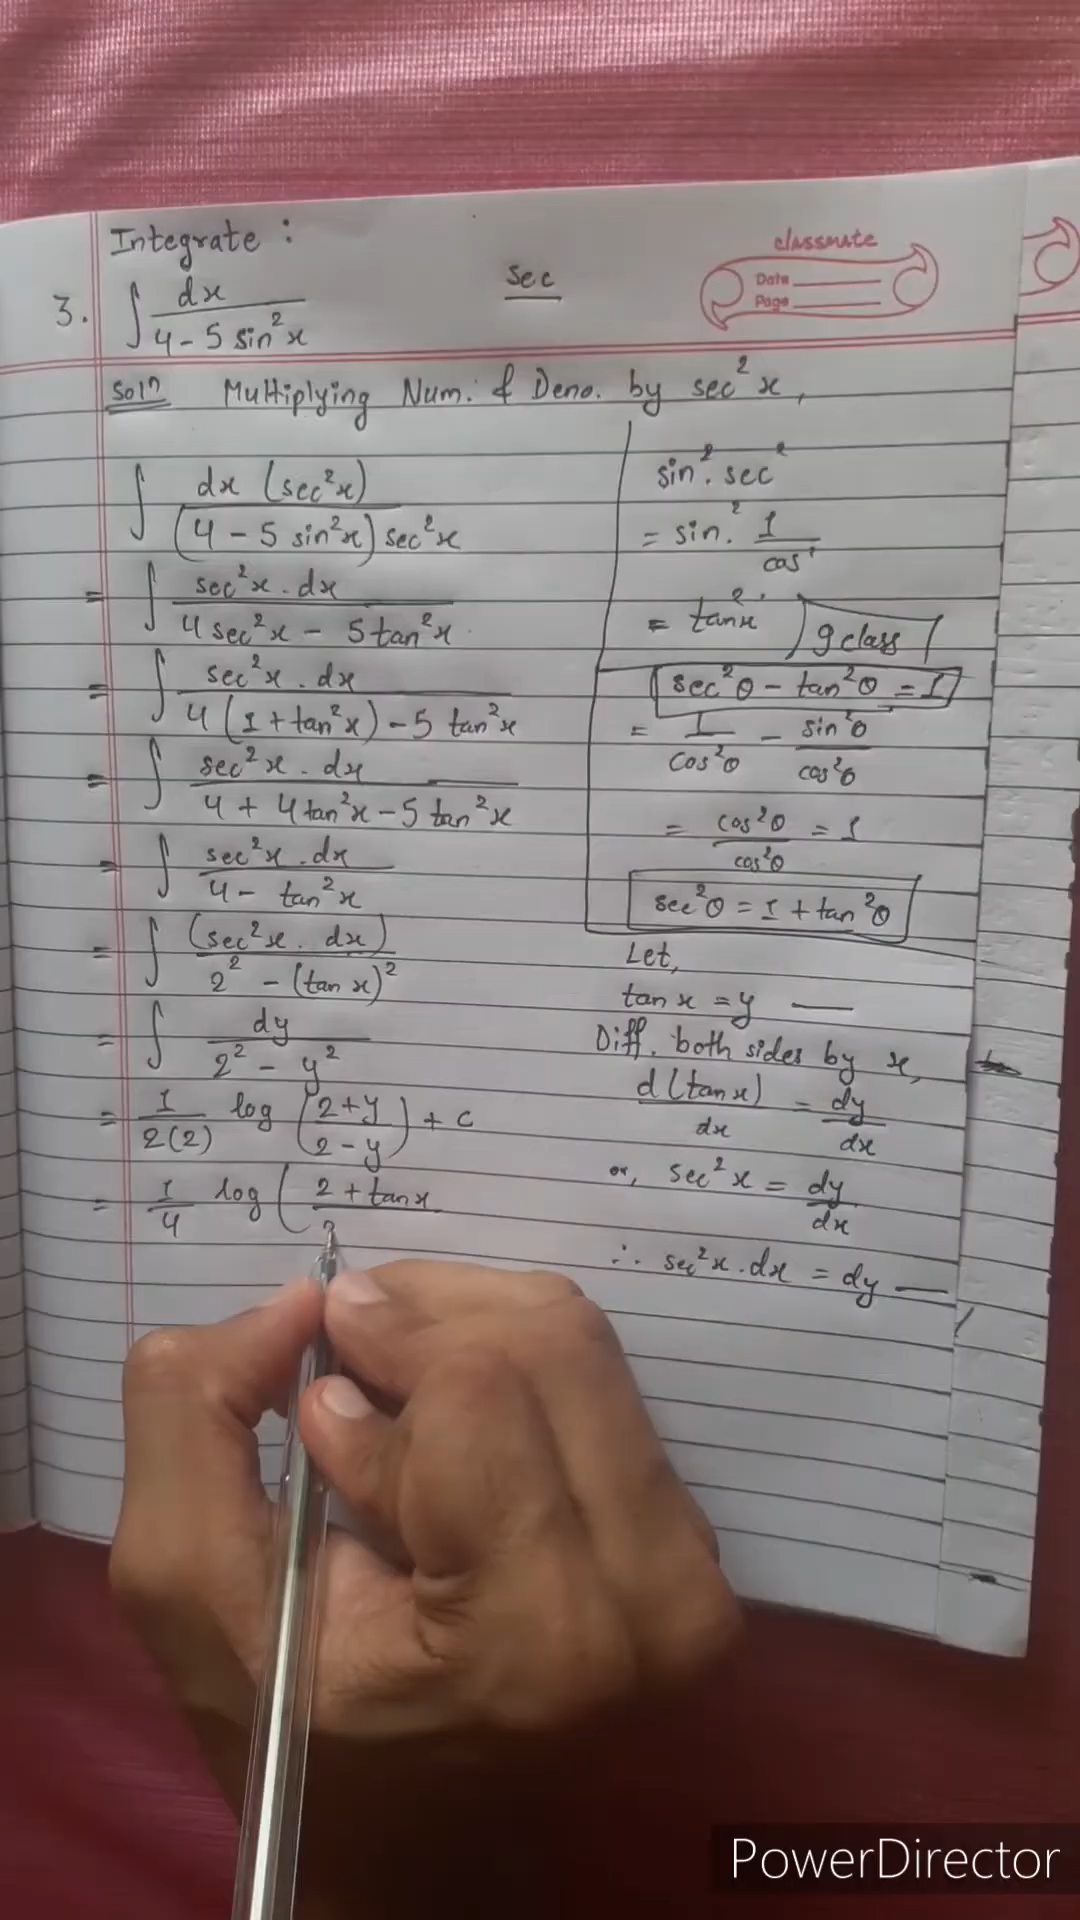 Integrate :
sec
classmate
Date
Page
3. ∫ dx / (4 - 5 sin²x)
Solⁿ Multiplying Num. & Deno. by sec²x,
∫ dx (sec²x) / (4 - 5 sin²x) sec²x
= ∫ sec²x . dx / 4 sec²x - 5 tan²x
= ∫ sec²x . dx / 4 (1 + tan²x) - 5 tan²x
= ∫ sec²x . dx / 4 + 4 tan²x - 5 tan²x
= ∫ sec²x . dx / 4 - tan²x
= ∫ (sec²x . dx) / 2² - (tan x)²
= ∫ dy / 2² - y²
= 1/2(2) log (2+y / 2-y) + c
= 1/4 log ( 2 + tanx / 2
sin² . sec²
= sin² . 1 / cos²
= tan²x
9 class
sec²θ - tan²θ = 1
= 1 / cos²θ - sin²θ / cos²θ
= cos²θ / cos²θ = 1
sec²θ = 1 + tan²θ
Let,
tan x = y
Diff. both sides by x,
d (tanx) / dx = dy / dx
or, sec²x = dy / dx
∴ sec²x . dx = dy
PowerDirector